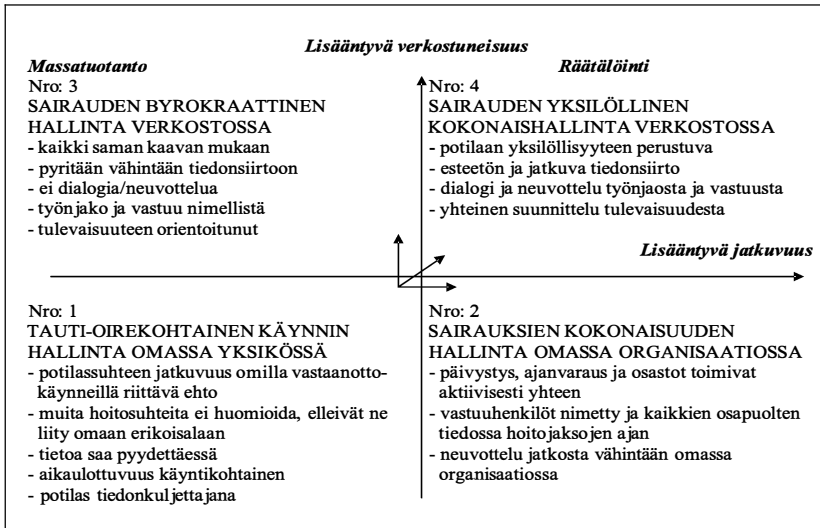 Lisääntyvä verkostuneisuus
Massatuotanto
Räätälöinti
Nro: 3
SAIRAUDEN BYROKRAATTINEN
HALLINTA VERKOSTOSSA
- kaikki saman kaavan mukaan
- pyritään vähintään tiedonsiirtoon
- ei dialogia/neuvottelua
- työnjako ja vastuu nimellistä
- tulevaisuuteen orientoitunut
Nro: 4
SAIRAUDEN YKSILÖLLINEN
KOKONAISHALLINTA VERKOSTOSSA
- potilaan yksilöllisyyteen perustuva
- esteetön ja jatkuva tiedonsiirto
- dialogi ja neuvottelu työnjaosta ja vastuusta
- yhteinen suunnittelu tulevaisuudesta
Lisääntyvä jatkuvuus
Nro: 1
TAUTI-OIREKOHTAINEN KÄYNNIN
HALLINTA OMASSA YKSIKÖSSÄ
- potilassuhteen jatkuvuus omilla vastaanotto-
käynneillä riittävä ehto
- muita hoitosuhteita ei huomioida, elleivät ne
liity omaan erikoisalaan
- tietoa saa pyydettäessä
- aikaulottuvuus käyntikohtainen
- potilas tiedonkuljettajana
Nro: 2
SAIRAUKSIEN KOKONAISUUDEN
HALLINTA OMASSA ORGANISAATIOSSA
- päivystys, ajanvaraus ja osastot toimivat
aktiivisesti yhteen
- vastuuhenkilöt nimetty ja kaikkien osapuolten
tiedossa hoitojaksojen ajan
- neuvottelu jatkosta vähintään omassa
organisaatiossa